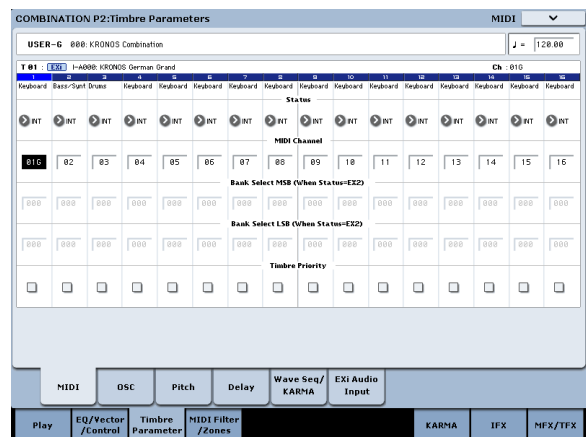 COMBINATION P2:Timbre Parameters MIDI
USER-G 000: KRONOS Combination ♩= 120.00
T 01 : EXi I-A000: KRONOS German Grand Ch : 01G
1 2 3 4 5 6 7 8 9 10 11 12 13 14 15 16
Keyboard Bass/Synt Drums Keyboard Keyboard Keyboard Keyboard Keyboard Keyboard Keyboard Keyboard Keyboard Keyboard Keyboard Keyboard Keyboard
Status
INT INT INT INT INT INT INT INT INT INT INT INT INT INT INT INT
MIDI Channel
01G 02 03 04 05 06 07 08 09 10 11 12 13 14 15 16
Bank Select MSB (When Status=EX2)
000 000 000 000 000 000 000 000 000 000 000 000 000 000 000 000
Bank Select LSB (When Status=EX2)
000 000 000 000 000 000 000 000 000 000 000 000 000 000 000 000
Timbre Priority
MIDI OSC Pitch Delay Wave Seq/ KARMA EXi Audio Input
Play EQ/Vector /Control Timbre Parameter MIDI Filter /Zones KARMA IFX MFX/TFX